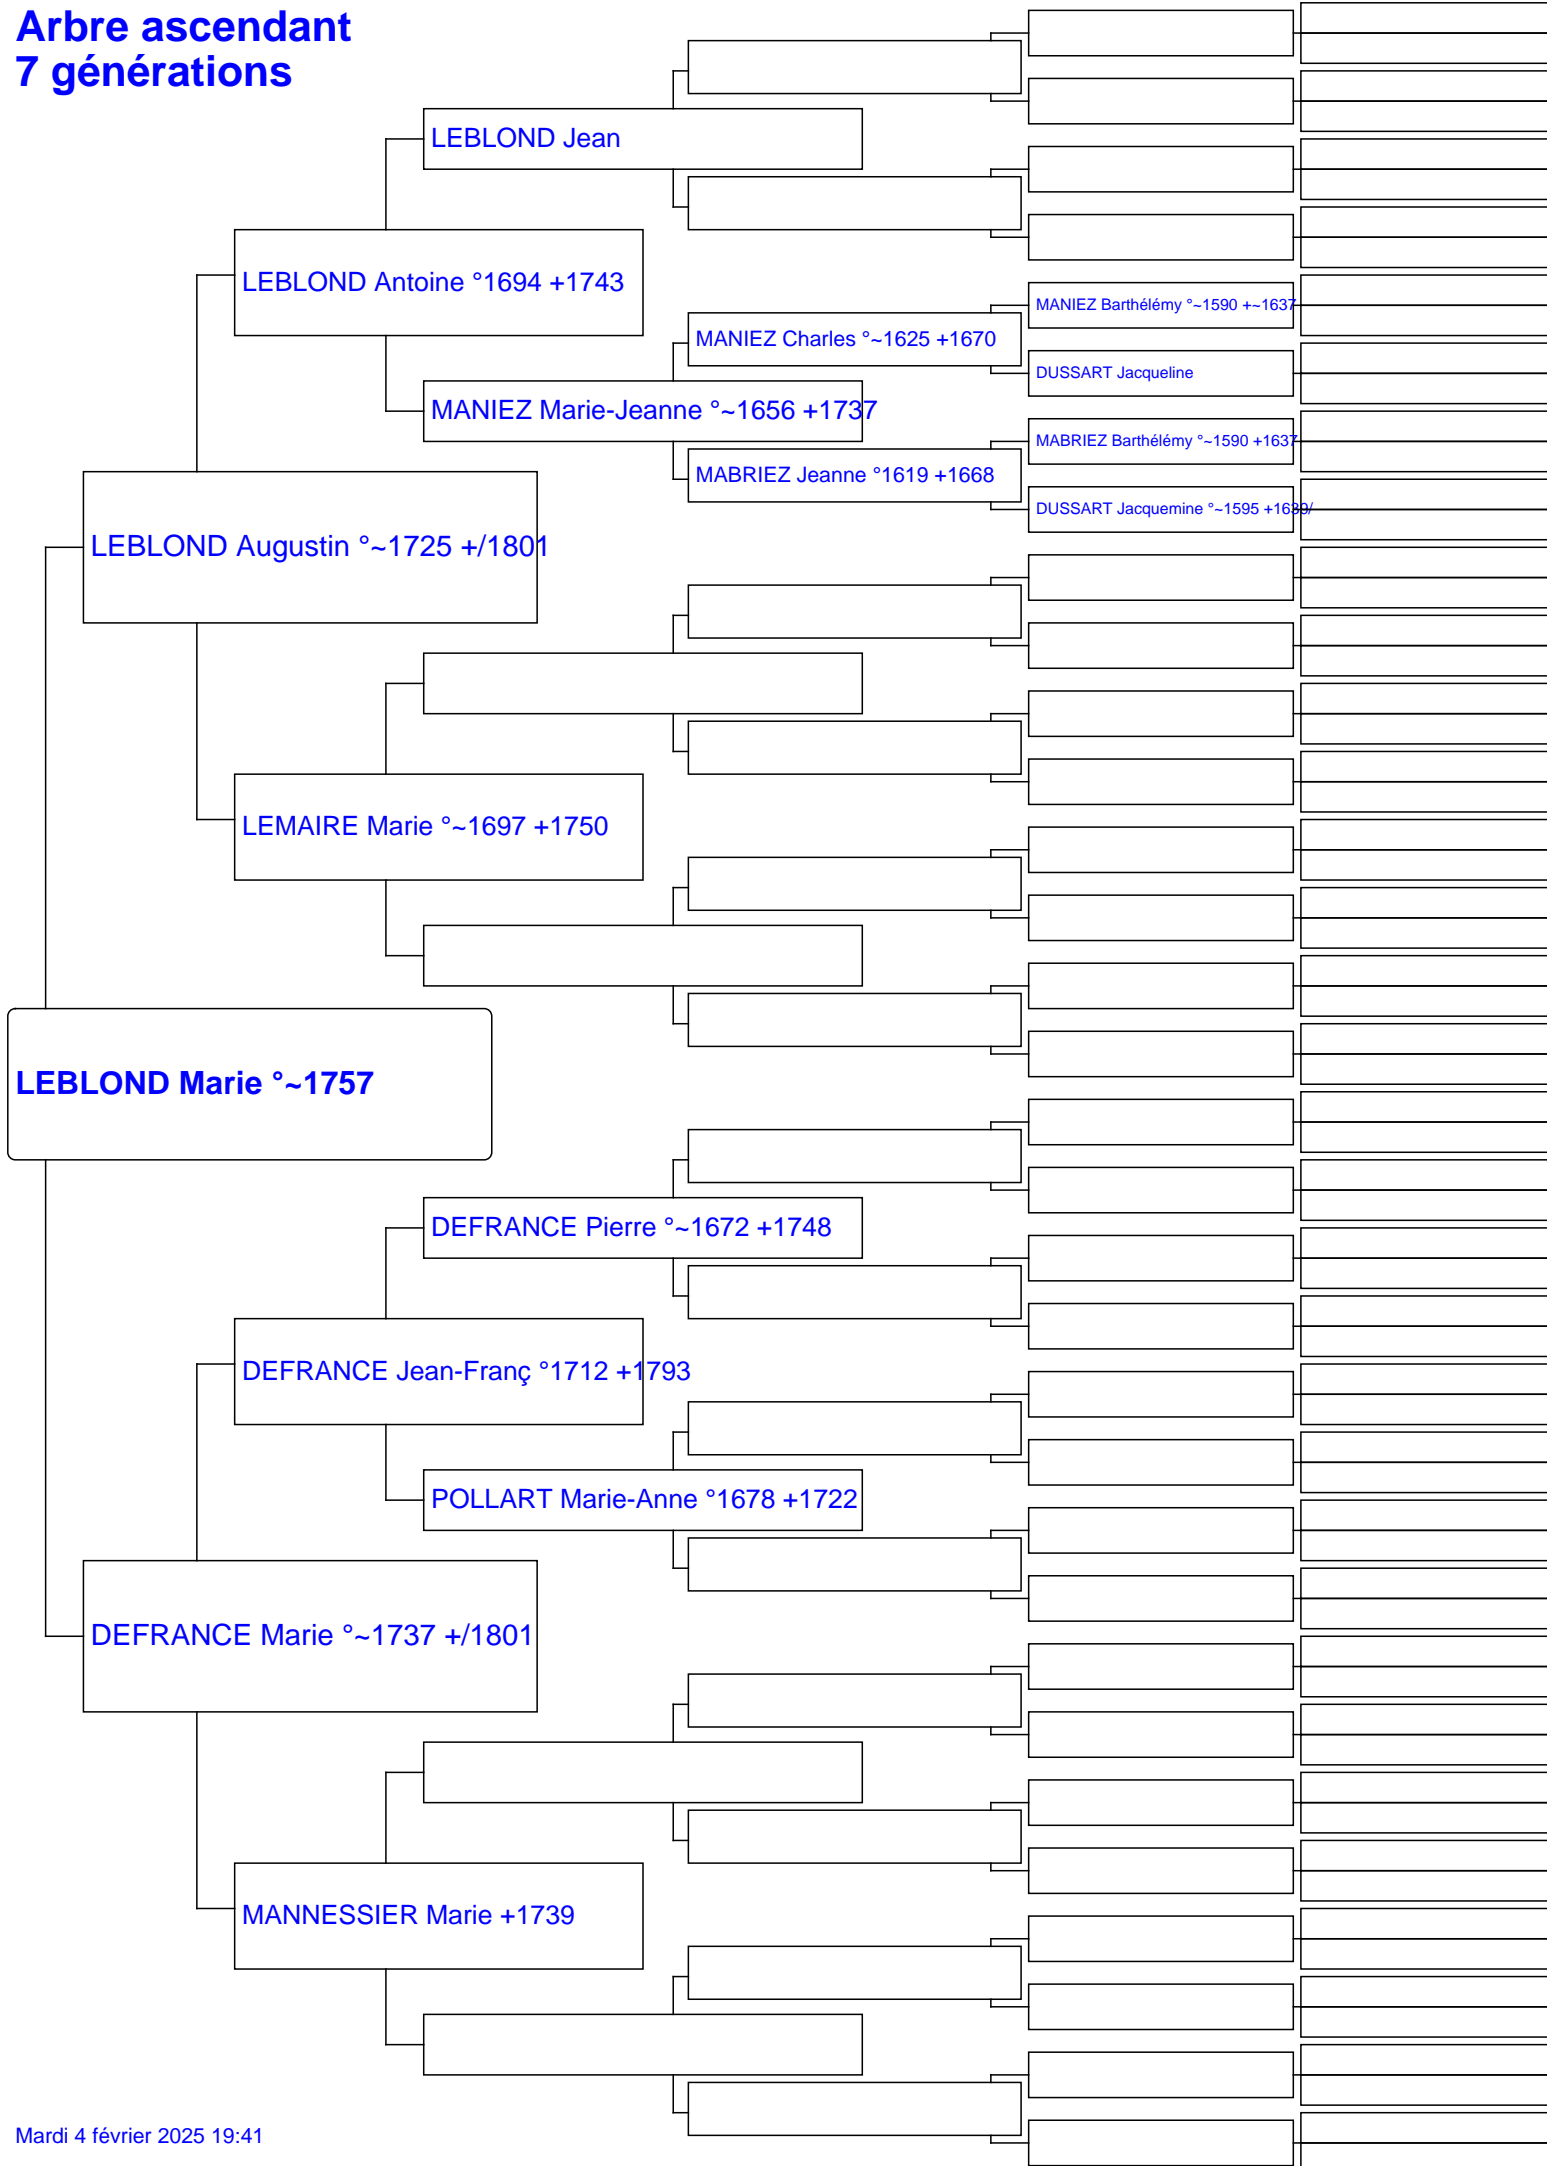 Arbre ascendant
7 générations
LEBLOND Jean
LEBLOND Antoine °1694 +1743
MANIEZ Barthélémy °~1590 +~1637
MANIEZ Charles °~1625 +1670
DUSSART Jacqueline
MANIEZ Marie-Jeanne °~1656 +1737
MABRIEZ Barthélémy °~1590 +1637
MABRIEZ Jeanne °1619 +1668
DUSSART Jacquemine °~1595 +1639/
LEBLOND Augustin °~1725 +/1801
LEMAIRE Marie °~1697 +1750
LEBLOND Marie °~1757
DEFRANCE Pierre °~1672 +1748
DEFRANCE Jean-Franç °1712 +1793
POLLART Marie-Anne °1678 +1722
DEFRANCE Marie °~1737 +/1801
MANNESSIER Marie +1739
Mardi 4 février 2025 19:41